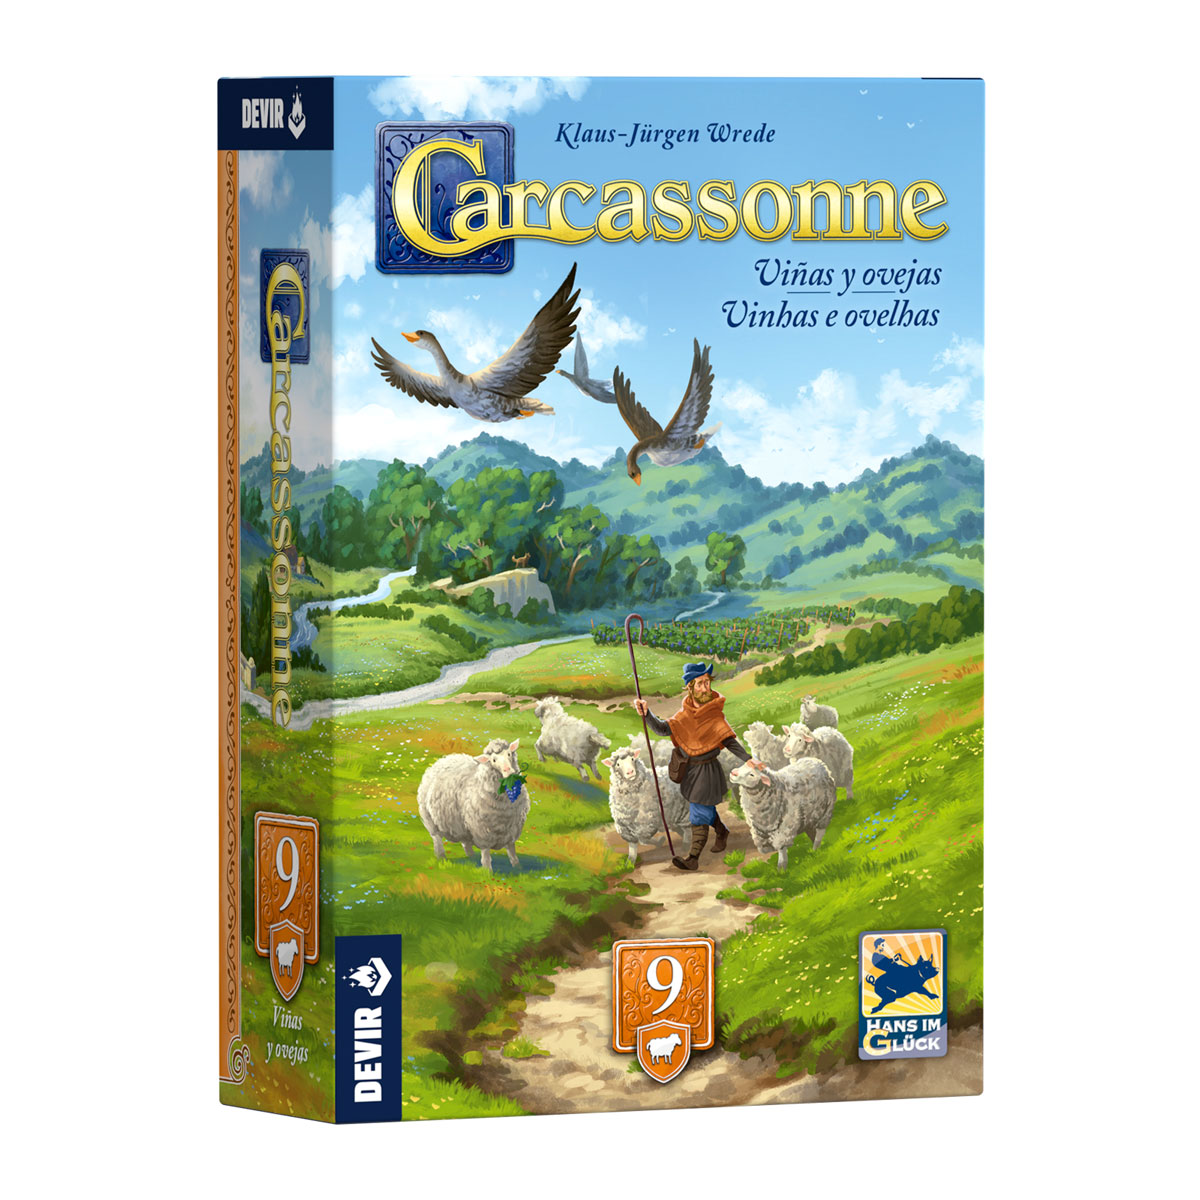 DEVIR
Klaus-Jürgen Wrede
Carcassonne
Viñas y ovejas
Vinhas e ovelhas
Carcassonne
9
Viñas
y ovejas
DEVIR
9
HANS IM
GLÜCK